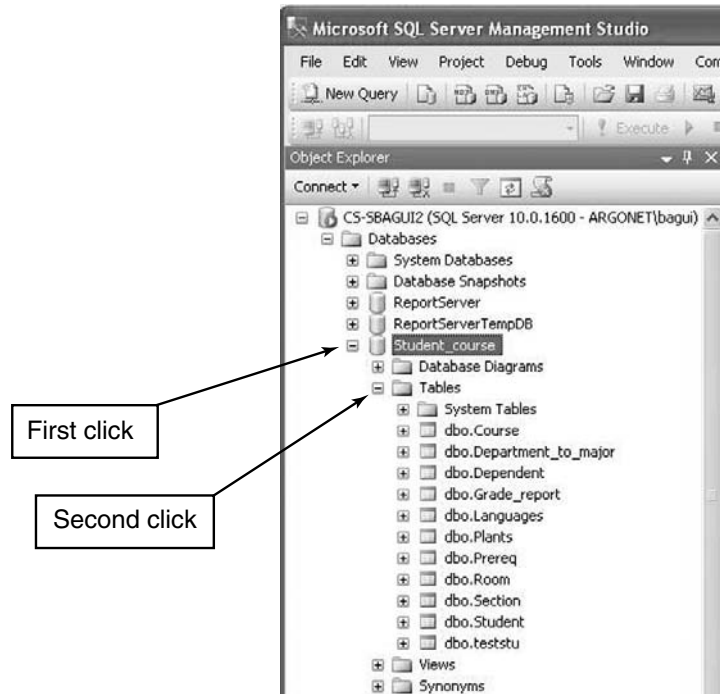 Microsoft SQL Server Management Studio
File Edit View Project Debug Tools Window Com
New Query
Execute
Object Explorer
Connect
CS-SBAGUI2 (SQL Server 10.0.1600 - ARGONET\bagui)
Databases
System Databases
Database Snapshots
ReportServer
ReportServerTempDB
Student_course
Database Diagrams
Tables
First click
System Tables
dbo.Course
dbo.Department_to_major
dbo.Dependent
dbo.Grade_report
Second click
dbo.Languages
dbo.Plants
dbo.Prereq
dbo.Room
dbo.Section
dbo.Student
dbo.teststu
Views
Synonyms